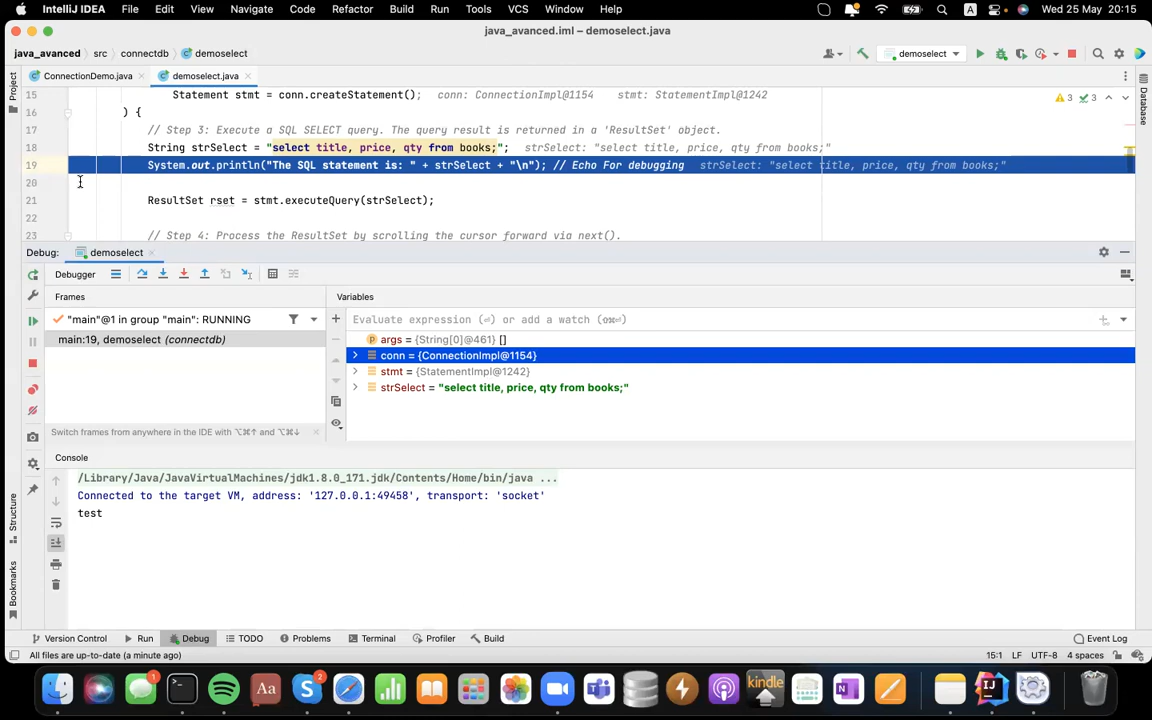 IntelliJ IDEA File Edit View Navigate Code Refactor Build Run Tools VCS Window Help A Wed 25 May 20:15
java_avanced.iml – demoselect.java
java_avanced src connectdb demoselect demoselect
Project ConnectionDemo.java demoselect.java
15 Statement stmt = conn.createStatement(); conn: ConnectionImpl@1154 stmt: StatementImpl@1242
16 ) { 3 3
17 // Step 3: Execute a SQL SELECT query. The query result is returned in a 'ResultSet' object.
18 String strSelect = "select title, price, qty from books;"; strSelect: "select title, price, qty from books;"
19 System.out.println("The SQL statement is: " + strSelect + "\n"); // Echo For debugging strSelect: "select title, price, qty from books;"
20
21 ResultSet rset = stmt.executeQuery(strSelect);
22
23 // Step 4: Process the ResultSet by scrolling the cursor forward via next().
Database
Debug: demoselect
Debugger
Frames Variables
"main"@1 in group "main": RUNNING Evaluate expression (⏎) or add a watch (⇧⌘⏎)
main:19, demoselect (connectdb) args = {String[0]@461} []
conn = {ConnectionImpl@1154}
stmt = {StatementImpl@1242}
strSelect = "select title, price, qty from books;"
Switch frames from anywhere in the IDE with ⌥⌘↑ and ⌥⌘↓
Console
/Library/Java/JavaVirtualMachines/jdk1.8.0_171.jdk/Contents/Home/bin/java ...
Connected to the target VM, address: '127.0.0.1:49458', transport: 'socket'
test
Structure
Bookmarks
Version Control Run Debug TODO Problems Terminal Profiler Build Event Log
All files are up-to-date (a minute ago) 15:1 LF UTF-8 4 spaces
1 Aa 2 kindle IJ